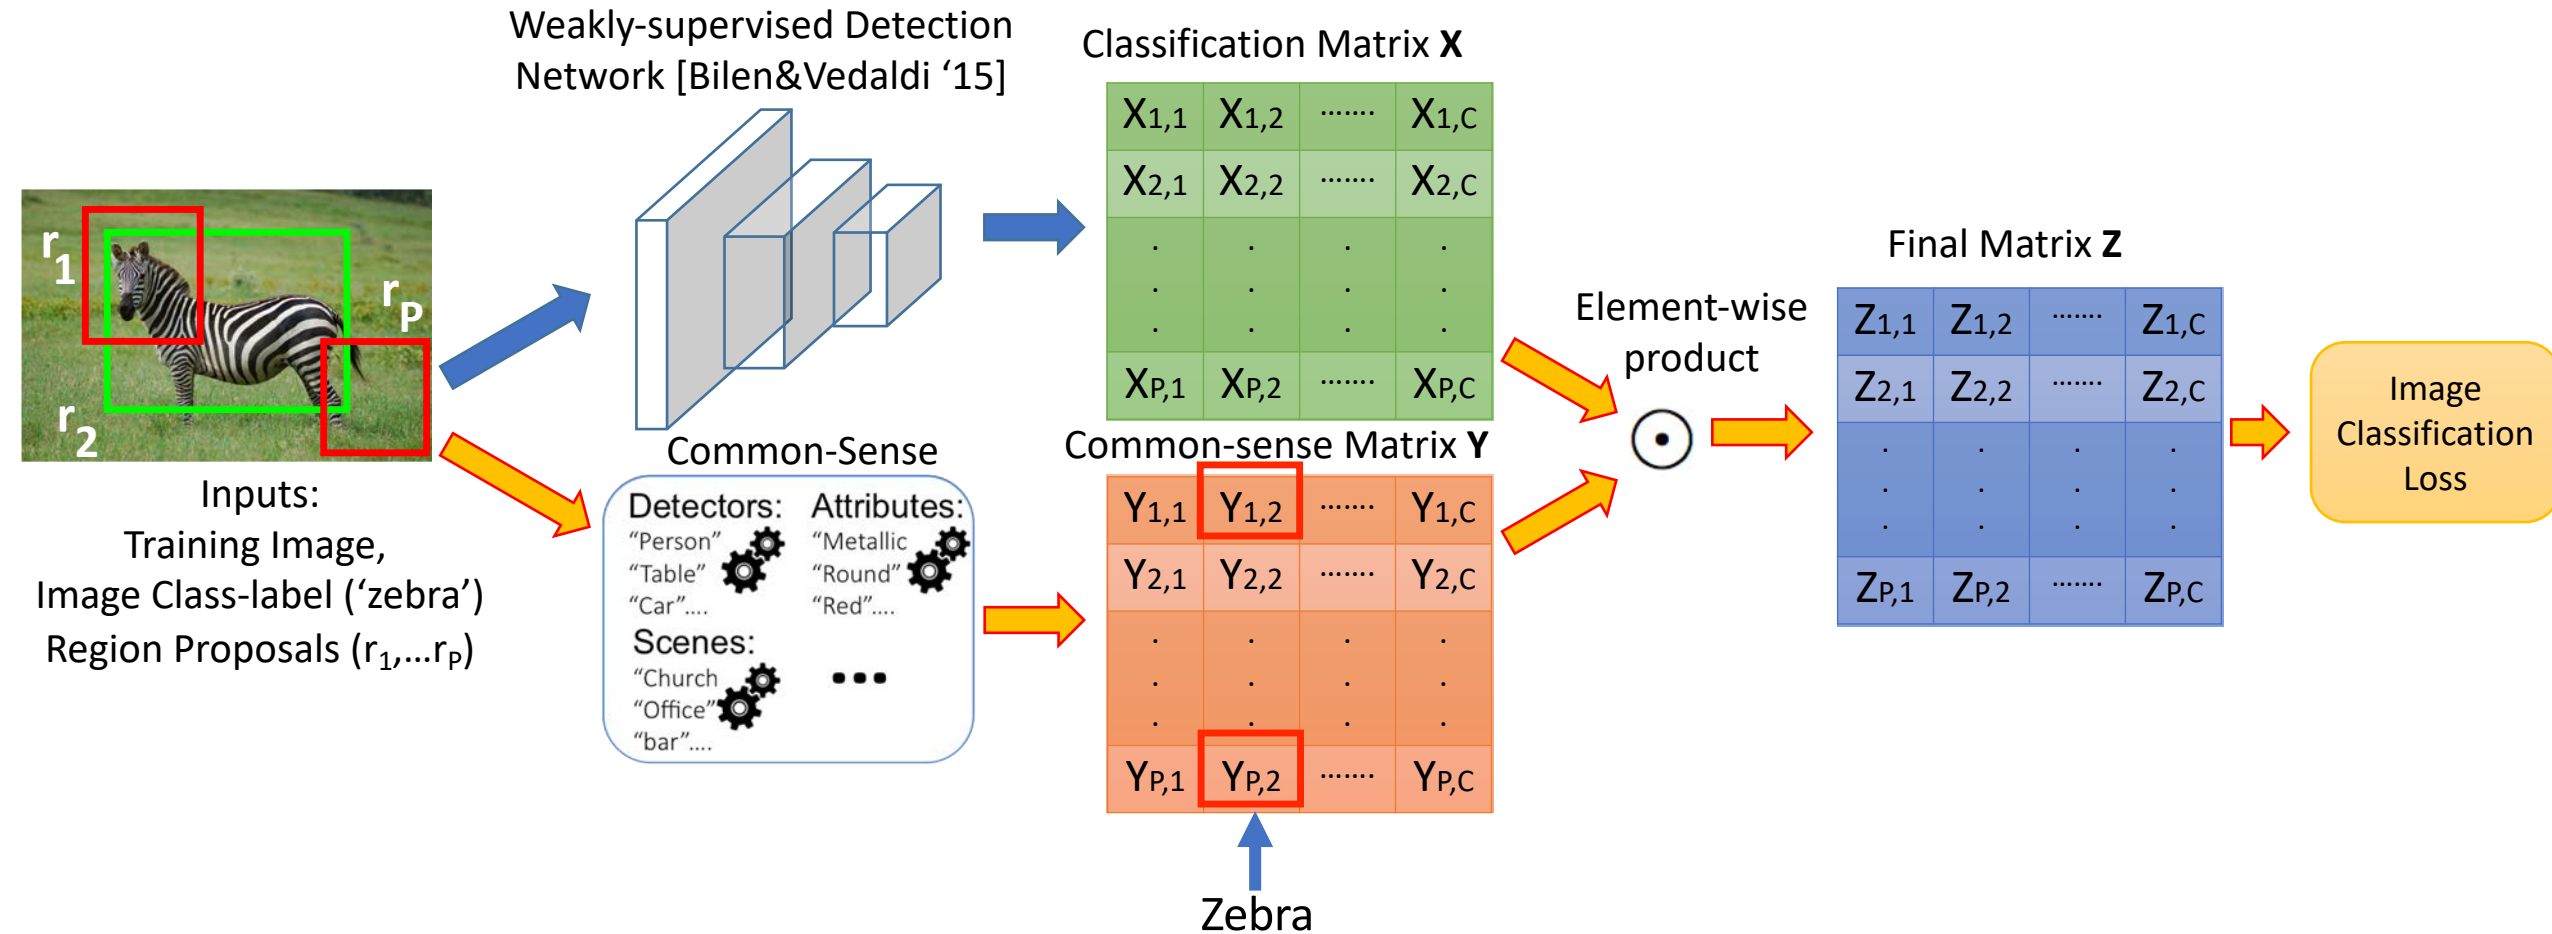 Weakly-supervised Detection
Network [Bilen&Vedaldi ‘15]
r1
rP
r2
Inputs:
Training Image,
Image Class-label (‘zebra’)
Region Proposals (r1,...rP)
Common-Sense
Detectors:
“Person”
“Table”
“Car”....
Attributes:
“Metallic
“Round”
“Red”....
Scenes:
“Church
“Office”
“bar”....
...
Classification Matrix X
X1,1 X1,2 ....... X1,C
X2,1 X2,2 ....... X2,C
. . . .
. . . .
. . . .
XP,1 XP,2 ....... XP,C
Common-sense Matrix Y
Y1,1 Y1,2 ....... Y1,C
Y2,1 Y2,2 ....... Y2,C
. . . .
. . . .
. . . .
YP,1 YP,2 ....... YP,C
Zebra
Element-wise
product
Final Matrix Z
Z1,1 Z1,2 ....... Z1,C
Z2,1 Z2,2 ....... Z2,C
. . . .
. . . .
. . . .
ZP,1 ZP,2 ....... ZP,C
Image
Classification
Loss